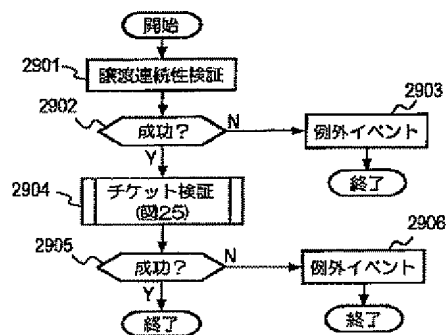 開始
2901
譲渡連続性検証
2902
成功？
N
2903
例外イベント
Y
終了
2904
チケット検証
(図25)
2905
成功？
N
2906
例外イベント
Y
終了
終了